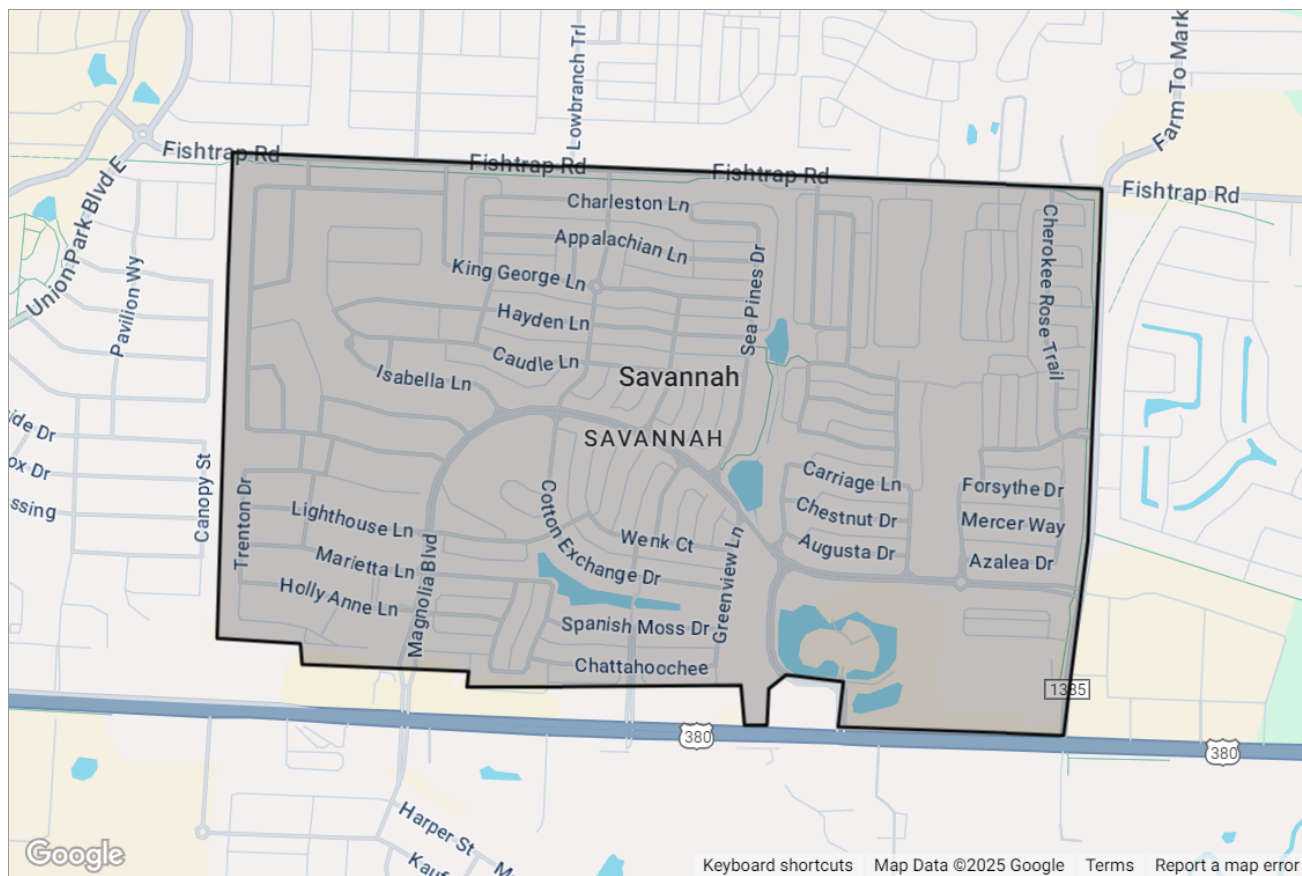 Lowbranch Trl
Farm To Mark
Fishtrap Rd
Fishtrap Rd
Fishtrap Rd
Fishtrap Rd
Union Park Blvd E
Pavilion Wy
Charleston Ln
Appalachian Ln
King George Ln
Sea Pines Dr
Cherokee Rose Trail
Hayden Ln
Caudle Ln
Isabella Ln
Savannah
SAVANNAH
ide Dr
ox Dr
ssing
Canopy St
Trenton Dr
Carriage Ln
Forsythe Dr
Lighthouse Ln
Cotton Exchange Dr
Chestnut Dr
Mercer Way
Wenk Ct
Augusta Dr
Azalea Dr
Marietta Ln
Magnolia Blvd
Greenview Ln
Holly Anne Ln
Spanish Moss Dr
Chattahoochee
1385
380
380
Harper St
Kauf
M
Google
Keyboard shortcuts
Map Data ©2025 Google
Terms
Report a map error